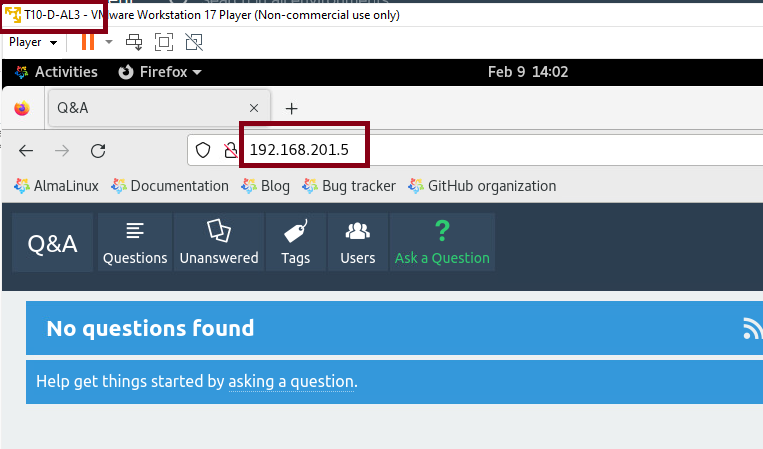 T10-D-AL3 - VMware Workstation 17 Player (Non-commercial use only)
Player
Activities Firefox Feb 9 14:02
Q&A
192.168.201.5
AlmaLinux Documentation Blog Bug tracker GitHub organization
Q&A Questions Unanswered Tags Users Ask a Question
No questions found
Help get things started by asking a question.